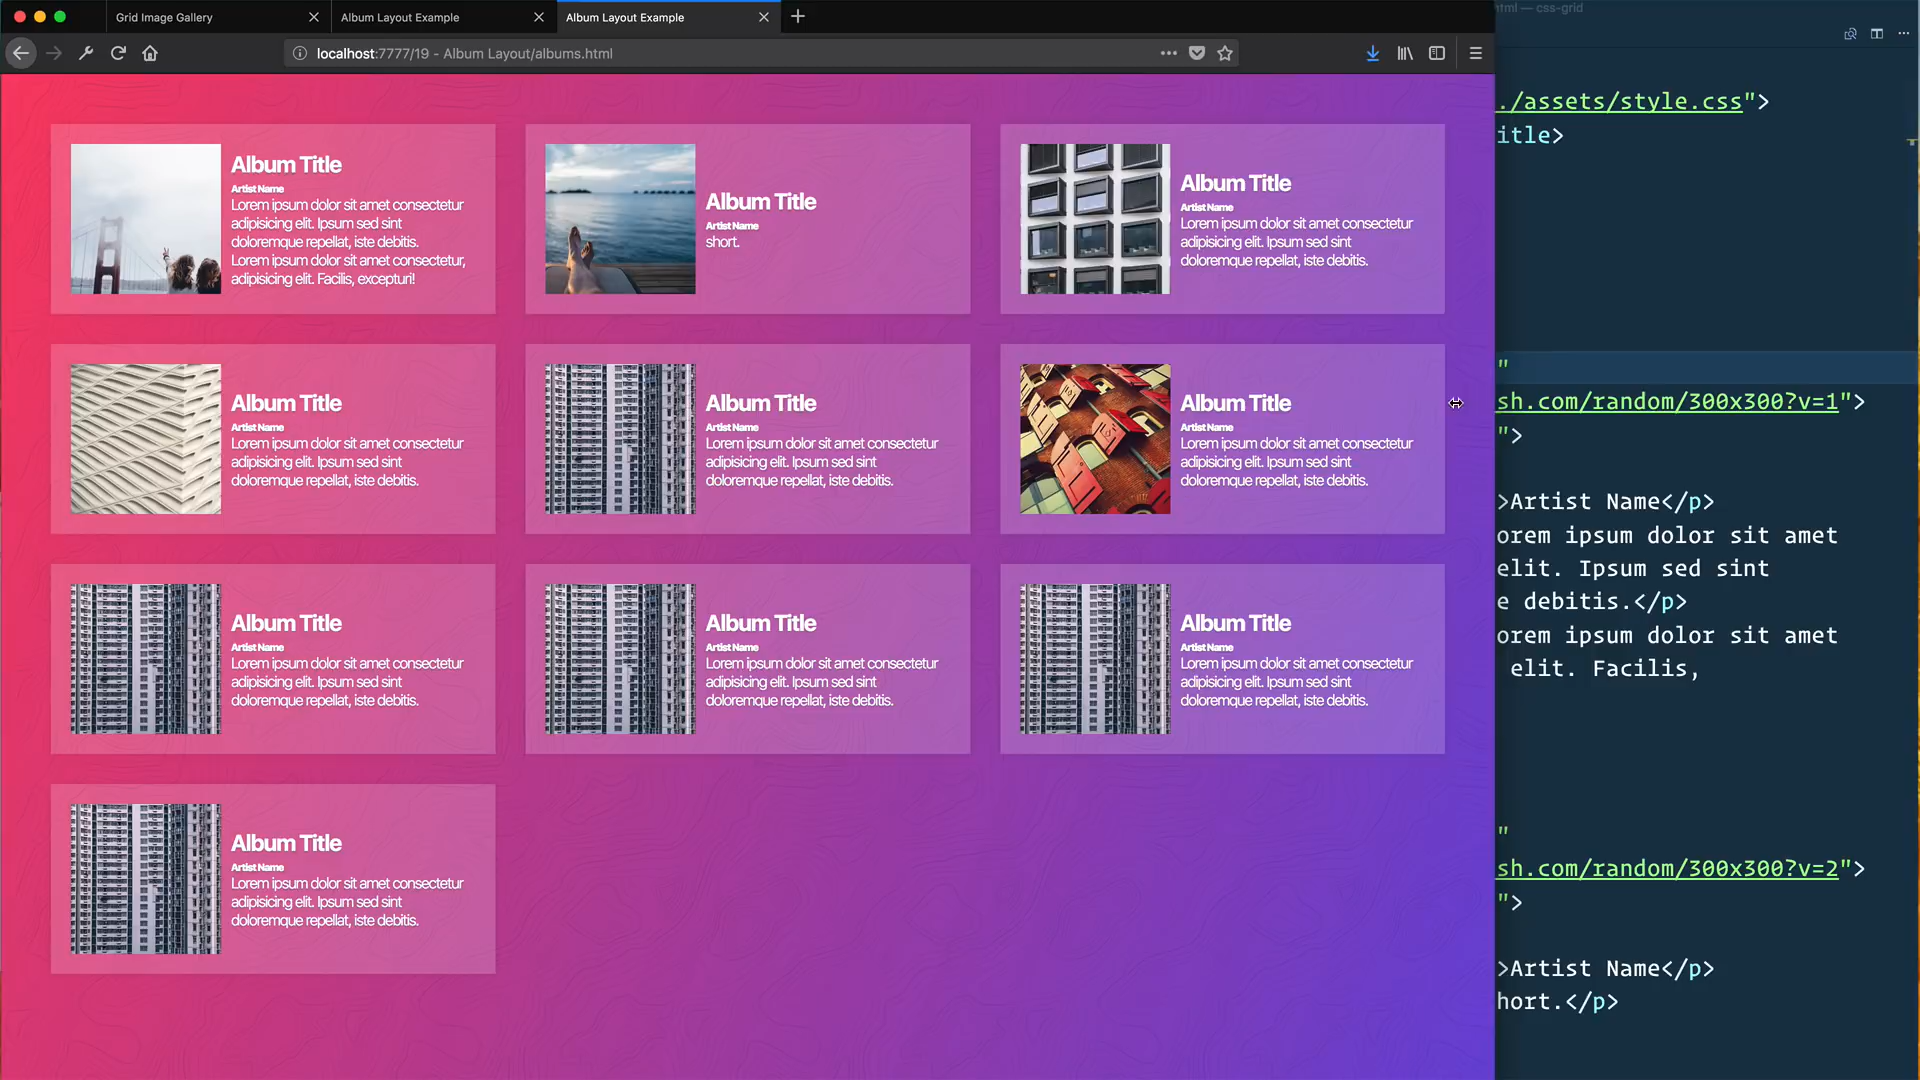 Grid Image Gallery
Album Layout Example
Album Layout Example
html — css-grid
localhost:7777/19 - Album Layout/albums.html
./assets/style.css">
itle>
Album Title
Artist Name
Lorem ipsum dolor sit amet consectetur
adipisicing elit. Ipsum sed sint
doloremque repellat, iste debitis.
Lorem ipsum dolor sit amet consectetur,
adipisicing elit. Facilis, excepturi!
Album Title
Artist Name
short.
Album Title
Artist Name
Lorem ipsum dolor sit amet consectetur
adipisicing elit. Ipsum sed sint
doloremque repellat, iste debitis.
Album Title
Artist Name
Lorem ipsum dolor sit amet consectetur
adipisicing elit. Ipsum sed sint
doloremque repellat, iste debitis.
Album Title
Artist Name
Lorem ipsum dolor sit amet consectetur
adipisicing elit. Ipsum sed sint
doloremque repellat, iste debitis.
Album Title
Artist Name
Lorem ipsum dolor sit amet consectetur
adipisicing elit. Ipsum sed sint
doloremque repellat, iste debitis.
Album Title
Artist Name
Lorem ipsum dolor sit amet consectetur
adipisicing elit. Ipsum sed sint
doloremque repellat, iste debitis.
Album Title
Artist Name
Lorem ipsum dolor sit amet consectetur
adipisicing elit. Ipsum sed sint
doloremque repellat, iste debitis.
Album Title
Artist Name
Lorem ipsum dolor sit amet consectetur
adipisicing elit. Ipsum sed sint
doloremque repellat, iste debitis.
Album Title
Artist Name
Lorem ipsum dolor sit amet consectetur
adipisicing elit. Ipsum sed sint
doloremque repellat, iste debitis.
"
sh.com/random/300x300?v=1">
">
>Artist Name</p>
orem ipsum dolor sit amet
elit. Ipsum sed sint
e debitis.</p>
orem ipsum dolor sit amet
elit. Facilis,
"
sh.com/random/300x300?v=2">
">
>Artist Name</p>
hort.</p>